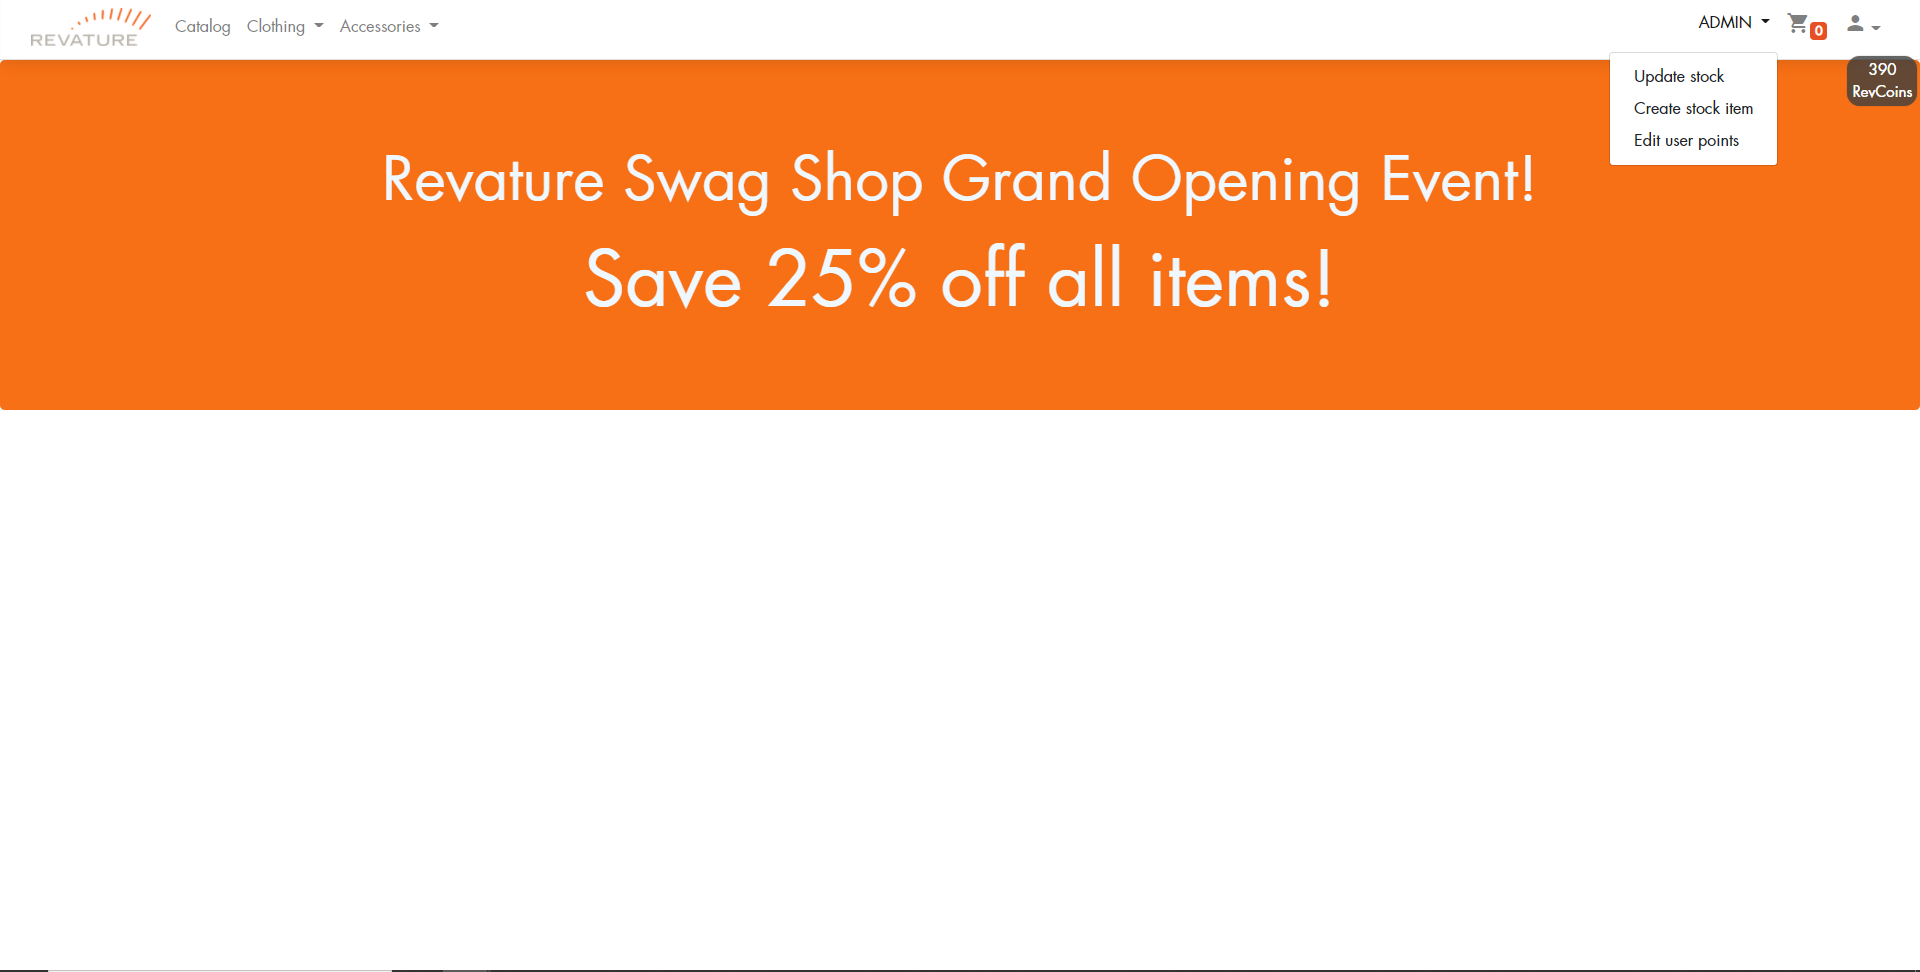 REVATURE
Catalog Clothing Accessories ADMIN 0
Update stock
Create stock item
Edit user points
390
RevCoins
Revature Swag Shop Grand Opening Event!
Save 25% off all items!